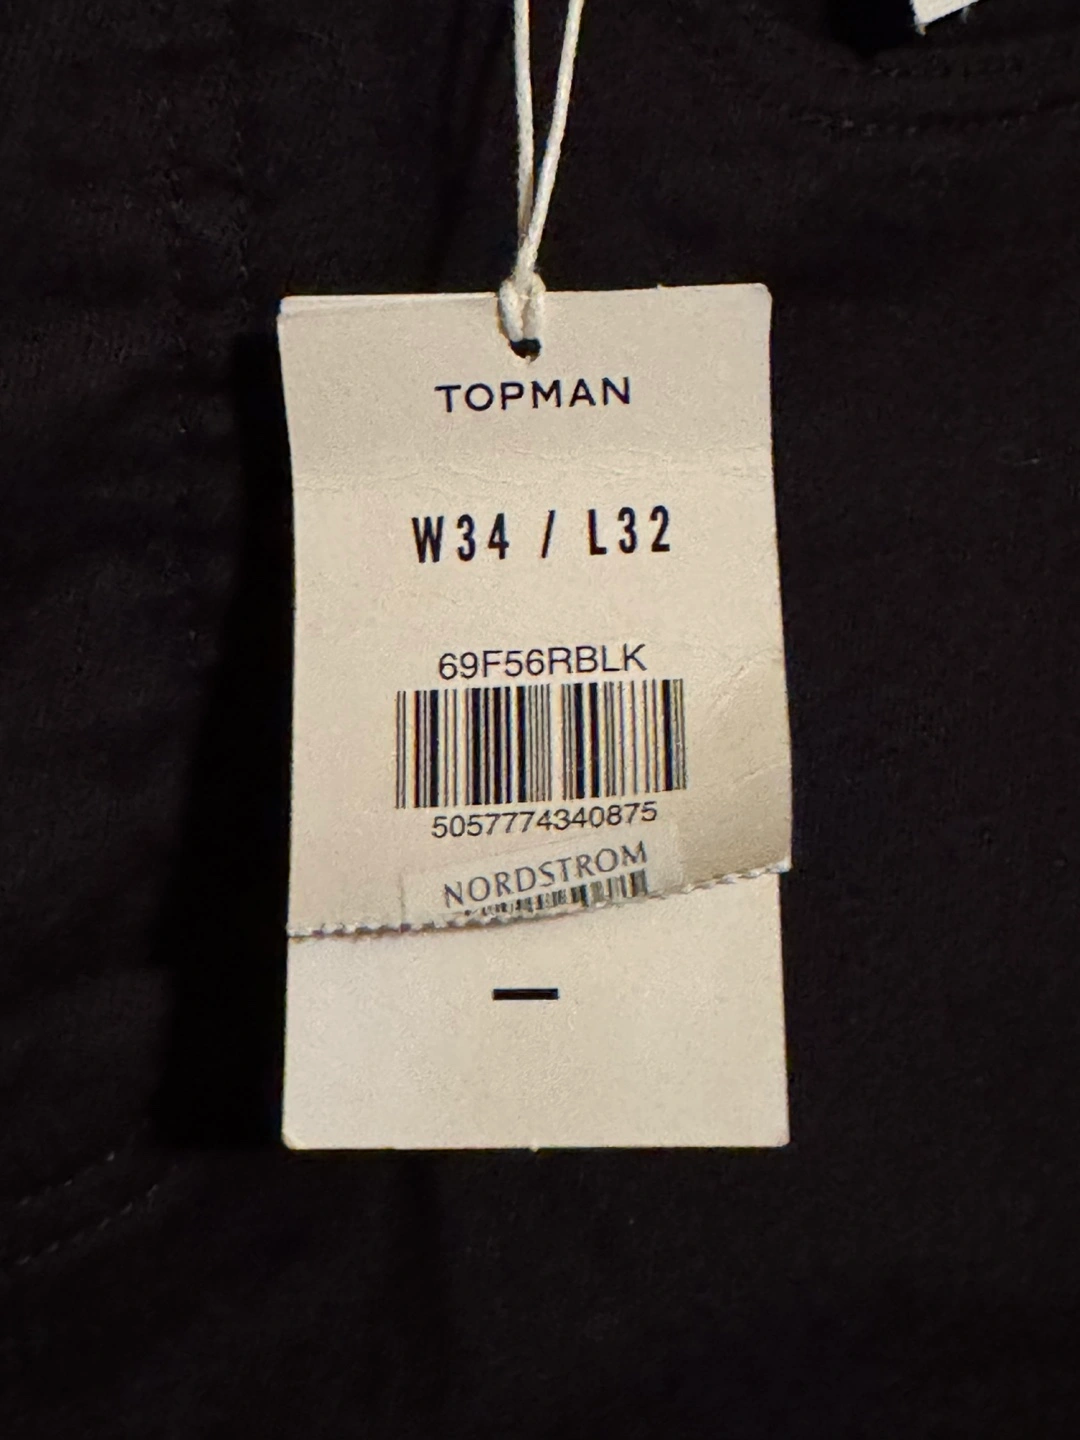 TOPMAN
W34 / L32
69F56RBLK
5057774340875
NORDSTROM